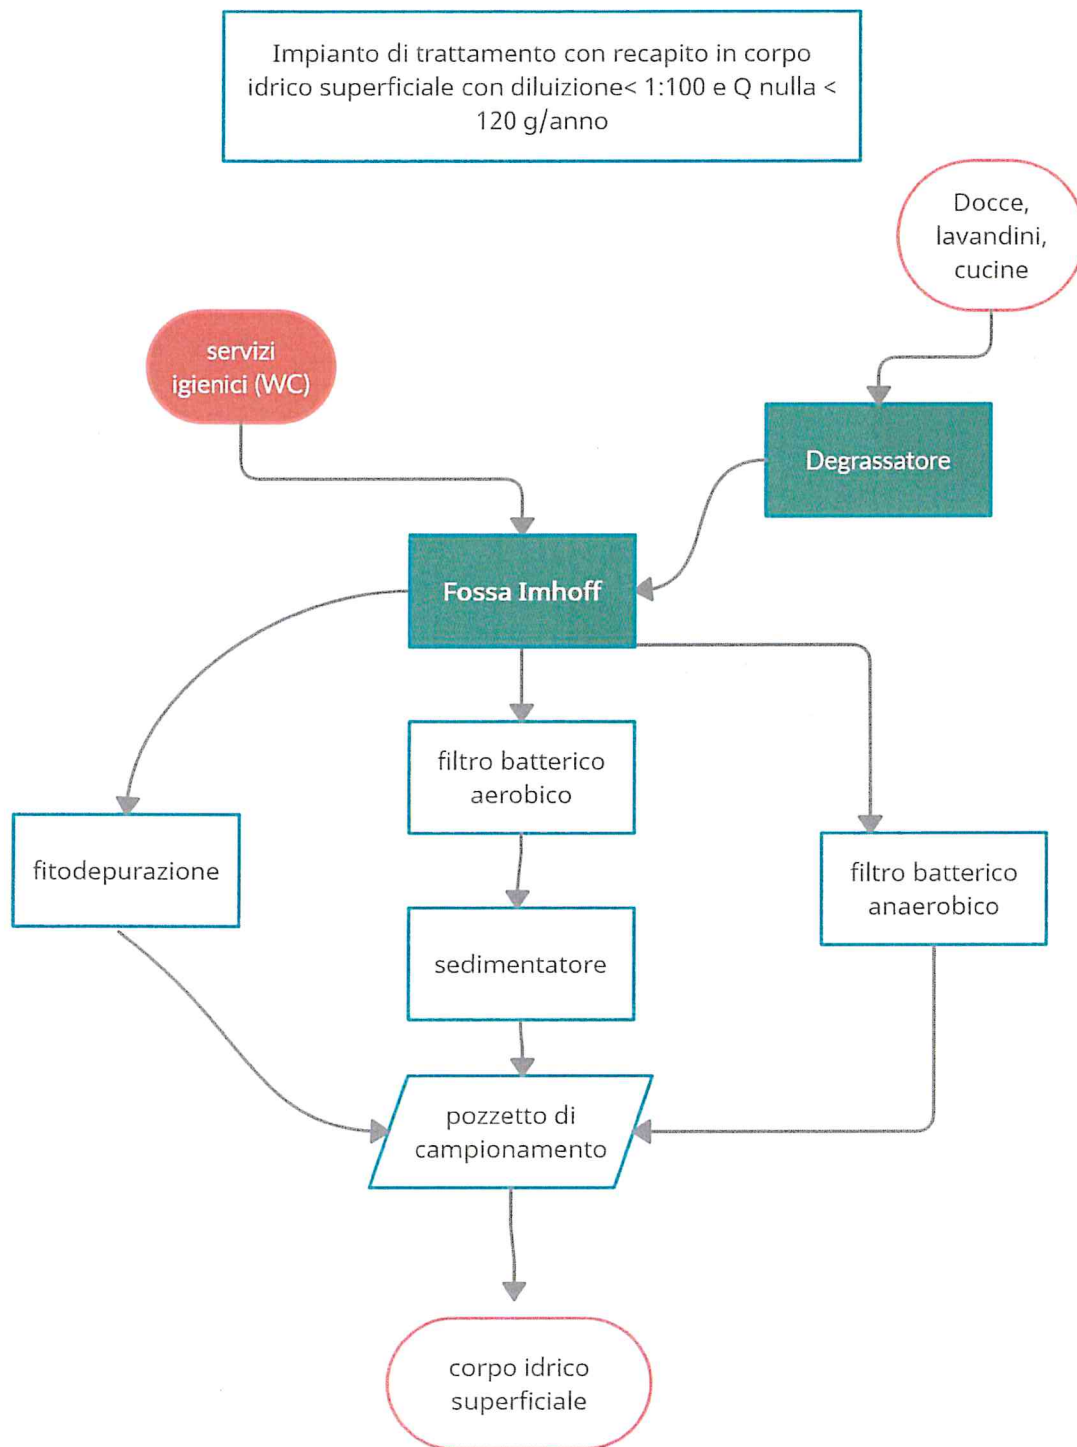 Impianto di trattamento con recapito in corpo
idrico superficiale con diluizione< 1:100 e Q nulla <
120 g/anno
Docce,
lavandini,
cucine
servizi
igienici (WC)
Degrassatore
Fossa Imhoff
filtro batterico
aerobico
fitodepurazione
filtro batterico
anaerobico
sedimentatore
pozzetto di
campionamento
corpo idrico
superficiale